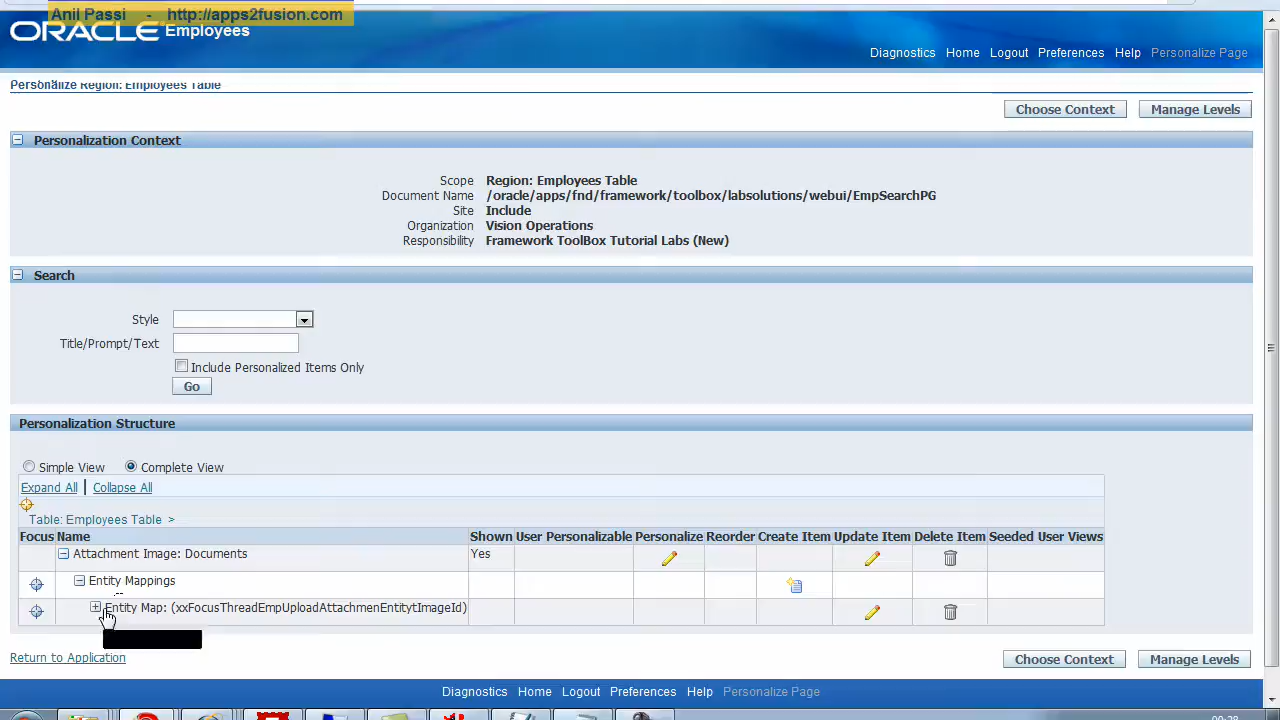 Anil Passi - http://apps2fusion.com
ORACLE Employees
Diagnostics Home Logout Preferences Help Personalize Page
Personalize Region: Employees Table
Choose Context Manage Levels
Personalization Context
Scope Region: Employees Table
Document Name /oracle/apps/fnd/framework/toolbox/labsolutions/webui/EmpSearchPG
Site Include
Organization Vision Operations
Responsibility Framework ToolBox Tutorial Labs (New)
Search
Style
Title/Prompt/Text
Include Personalized Items Only
Go
Personalization Structure
Simple View Complete View
Expand All | Collapse All
Table: Employees Table >
Focus Name Shown User Personalizable Personalize Reorder Create Item Update Item Delete Item Seeded User Views
Attachment Image: Documents Yes
Entity Mappings
Entity Map: (xxFocusThreadEmpUploadAttachmenEntitytImageId)
Return to Application Choose Context Manage Levels
Diagnostics Home Logout Preferences Help Personalize Page
00:28